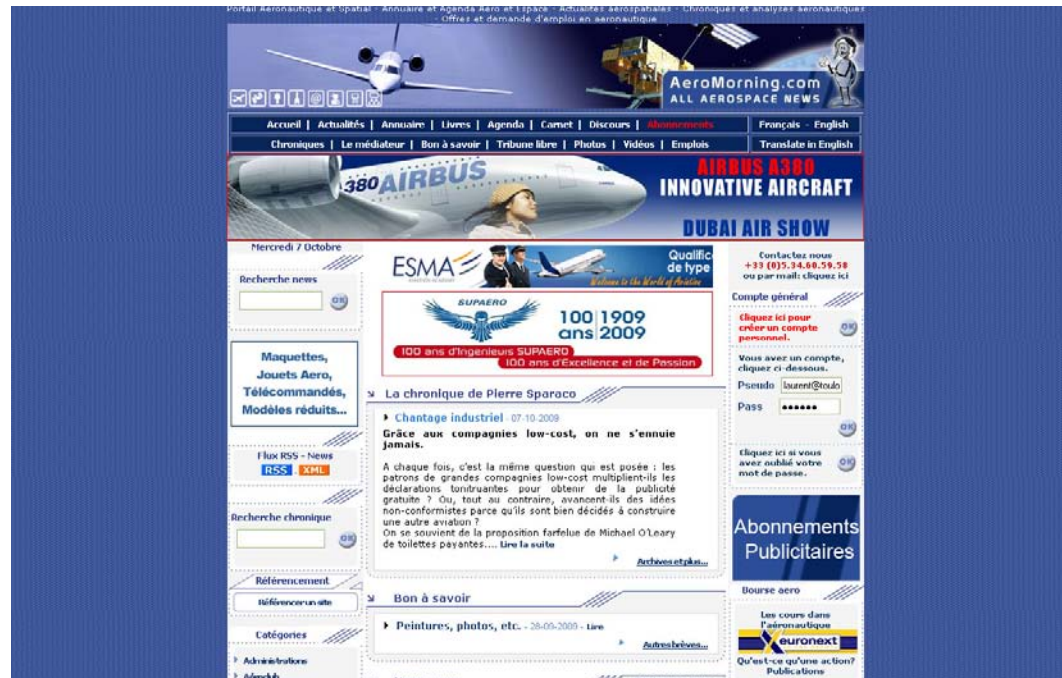 Portail Aéronautique et Spatial - Annuaire et Agenda Aero et Espace - Actualités aérospatiales - Chroniques et analyses aéronautiques
- Offres et demande d'emploi en aeronautique
AeroMorning.com
ALL AEROSPACE NEWS
Accueil | Actualités | Annuaire | Livres | Agenda | Carnet | Discours | Abonnements
Français - English
Chroniques | Le médiateur | Bon à savoir | Tribune libre | Photos | Vidéos | Emplois
Translate in English
380 AIRBUS
AIRBUS A380
INNOVATIVE AIRCRAFT
DUBAI AIR SHOW
Mercredi 7 Octobre
Recherche news
OK
Maquettes,
Jouets Aero,
Télécommandés,
Modèles réduits...
Flux RSS - News
RSS - XML
Recherche chronique
OK
Référencement
Référencer un site
Catégories
Administrations
Aéroclub
ESMA
Qualific
de type
Welcome to the World of Aviation
SUPAERO
100 1909
ans 2009
100 ans d'Ingenieurs SUPAERO
100 ans d'Excellence et de Passion
La chronique de Pierre Sparaco
Chantage industriel - 07-10-2009
Grâce aux compagnies low-cost, on ne s'ennuie
jamais.
A chaque fois, c'est la même question qui est posée : les
patrons de grandes compagnies low-cost multiplient-ils les
déclarations tonitruantes pour obtenir de la publicité
gratuite ? Ou, tout au contraire, avancent-ils des idées
non-conformistes parce qu'ils sont bien décidés á construire
une autre aviation ?
On se souvient de la proposition farfelue de Michael O'Leary
de toilettes payantes.... Lire la suite
Archives et plus...
Bon à savoir
Peintures, photos, etc. - 28-09-2009 - Lire
Autres brèves...
Contactez nous
+33 (0)5.34.60.59.58
ou par mail: cliquez ici
Compte général
Cliquez ici pour
créer un compte
personnel.
OK
Vous avez un compte,
cliquez ci-dessous.
Pseudo laurent@toulo
Pass ••••••
OK
Cliquez ici si vous
avez oublié votre
mot de passe.
OK
Abonnements
Publicitaires
Bourse aero
Les cours dans
l'aéronautique
euronext
Qu'est-ce qu'une action?
Publications